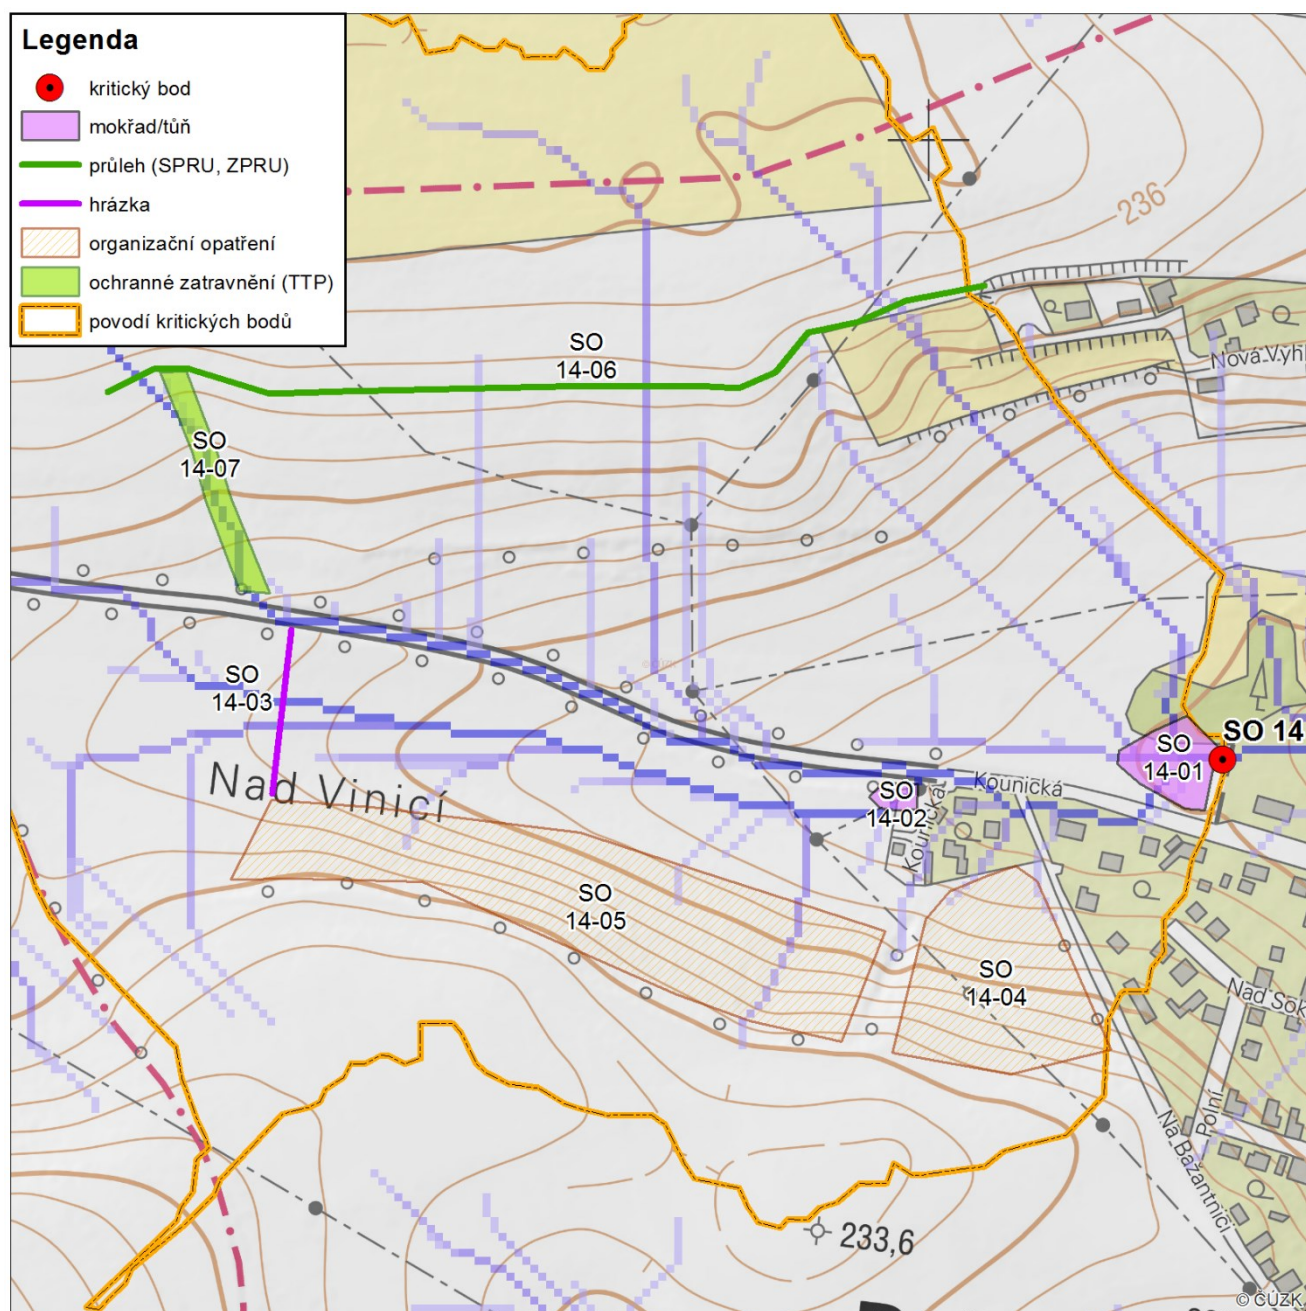 Legenda
kritický bod
mokřad/tůň
průleh (SPRU, ZPRU)
hrázka
organizační opatření
ochranné zatravnění (TTP)
povodí kritických bodů
236
SO
14-06
Nová Vyhl
SO
14-07
SO
14-03
SO 14
SO
14-01
Nad Vinicí
Kounická
SO
14-02
Kounická
SO
14-05
SO
14-04
Nad Sok
Polní
Na Bažantnici
233,6
© ČÚZK
© ČÚZK